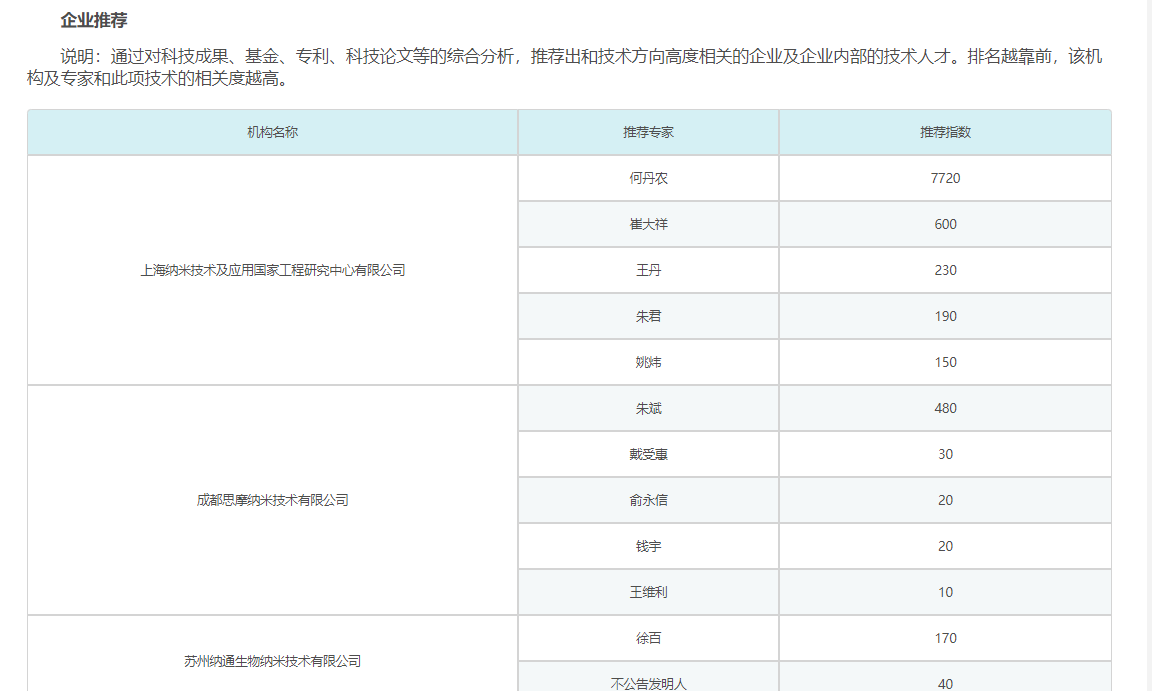 企业推荐
说明：通过对科技成果、基金、专利、科技论文等的综合分析，推荐出和技术方向高度相关的企业及企业内部的技术人才。排名越靠前，该机
构及专家和此项技术的相关度越高。
机构名称 推荐专家 推荐指数
上海纳米技术及应用国家工程研究中心有限公司
何丹农 7720
崔大祥 600
王丹 230
朱君 190
姚炜 150
成都思摩纳米技术有限公司
朱斌 480
戴受惠 30
俞永信 20
钱宇 20
王维利 10
苏州纳通生物纳米技术有限公司
徐百 170
不公告发明人 40